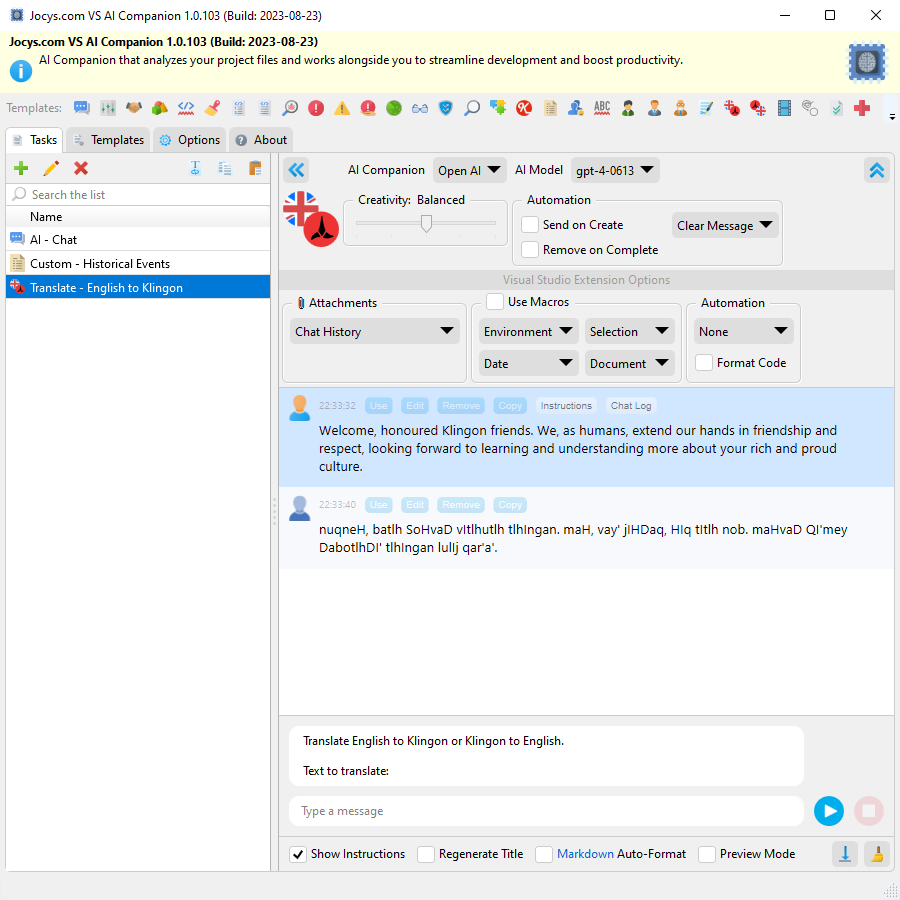 Jocys.com VS AI Companion 1.0.103 (Build: 2023-08-23)
Jocys.com VS AI Companion 1.0.103 (Build: 2023-08-23)
AI Companion that analyzes your project files and works alongside you to streamline development and boost productivity.
Templates:
ABC
Tasks Templates Options About
AI Companion Open AI AI Model gpt-4-0613
Search the list
Name
AI - Chat
Custom - Historical Events
Translate - English to Klingon
Creativity: Balanced
Automation
Send on Create Clear Message
Remove on Complete
Visual Studio Extension Options
Attachments Use Macros Automation
Chat History Environment Selection None
Date Document Format Code
22:33:32 Use Edit Remove Copy Instructions Chat Log
Welcome, honoured Klingon friends. We, as humans, extend our hands in friendship and
respect, looking forward to learning and understanding more about your rich and proud
culture.
22:33:40 Use Edit Remove Copy
nuqneH, batlh SoHvaD vItlhutlh tlhIngan. maH, vay' jIHDaq, HIq tItlh nob. maHvaD QI'mey
DabotlhDI' tlhIngan lulIj qar'a'.
Translate English to Klingon or Klingon to English.
Text to translate:
Type a message
Show Instructions Regenerate Title Markdown Auto-Format Preview Mode